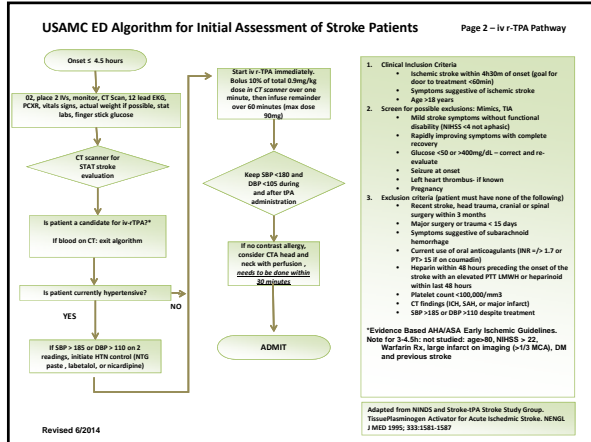 USAMC ED Algorithm for Initial Assessment of Stroke Patients
Page 2 – iv r-TPA Pathway
Onset ≤ 4.5 hours
02, place 2 IVs, monitor, CT Scan, 12 lead EKG,
PCXR, vitals signs, actual weight if possible, stat
labs, finger stick glucose
CT scanner for
STAT stroke
evaluation
Is patient a candidate for iv-rTPA?*
If blood on CT: exit algorithm
Is patient currently hypertensive?
NO
YES
If SBP > 185 or DBP > 110 on 2
readings, initiate HTN control (NTG
paste , labetalol, or nicardipine)
Revised 6/2014
Start iv r-TPA immediately.
Bolus 10% of total 0.9mg/kg
dose in CT scanner over one
minute, then infuse remainder
over 60 minutes (max dose
90mg)
Keep SBP <180 and
DBP <105 during
and after tPA
administration
If no contrast allergy,
consider CTA head and
neck with perfusion ,
needs to be done within
30 minutes
ADMIT
1. Clinical Inclusion Criteria
• Ischemic stroke within 4h30m of onset (goal for
door to treatment <60min)
• Symptoms suggestive of ischemic stroke
• Age >18 years
2. Screen for possible exclusions: Mimics, TIA
• Mild stroke symptoms without functional
disability (NIHSS <4 not aphasic)
• Rapidly improving symptoms with complete
recovery
• Glucose <50 or >400mg/dL – correct and re-
evaluate
• Seizure at onset
• Left heart thrombus- if known
• Pregnancy
3. Exclusion criteria (patient must have none of the following)
• Recent stroke, head trauma, cranial or spinal
surgery within 3 months
• Major surgery or trauma < 15 days
• Symptoms suggestive of subarachnoid
hemorrhage
• Current use of oral anticoagulants (INR =/> 1.7 or
PT> 15 if on coumadin)
• Heparin within 48 hours preceding the onset of the
stroke with an elevated PTT LMWH or heparinoid
within last 48 hours
• Platelet count <100,000/mm3
• CT findings (ICH, SAH, or major infarct)
• SBP >185 or DBP >110 despite treatment
*Evidence Based AHA/ASA Early Ischemic Guidelines.
Note for 3-4.5h: not studied: age>80, NIHSS > 22,
Warfarin Rx, large infarct on imaging (>1/3 MCA), DM
and previous stroke
Adapted from NINDS and Stroke-tPA Stroke Study Group.
TissuePlasminogen Activator for Acute Ischedmic Stroke. NENGL
J MED 1995; 333:1581-1587